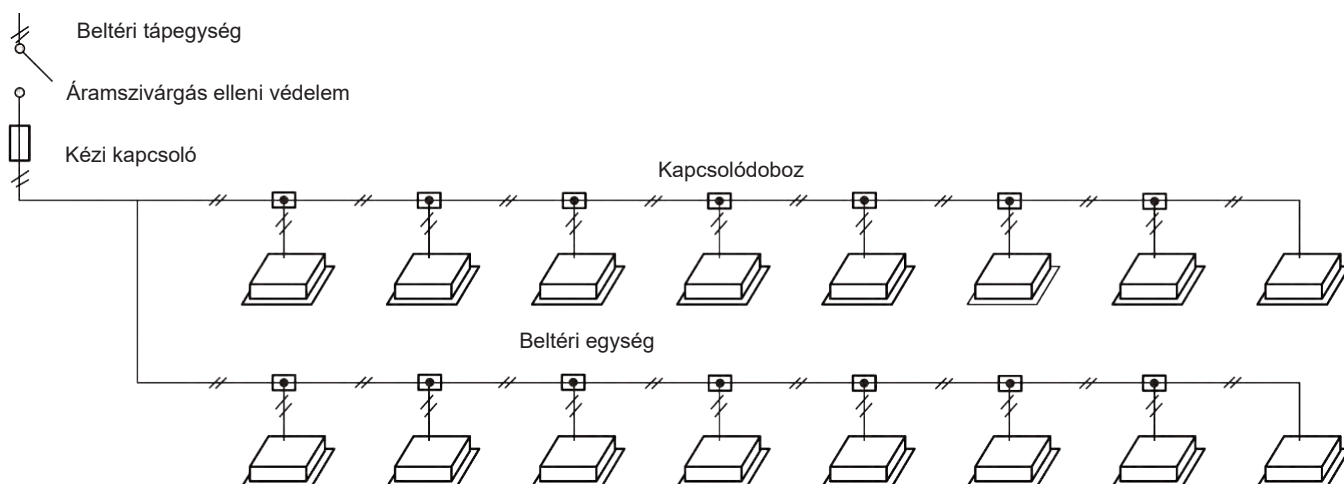 Beltéri tápegység
Áramszivárgás elleni védelem
Kézi kapcsoló
Kapcsolódoboz
Beltéri egység